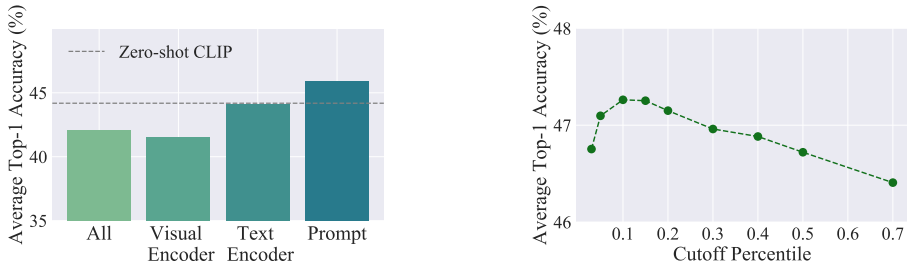 Average Top-1 Accuracy (%)
45
40
35
Zero-shot CLIP
All
Visual
Encoder
Text
Encoder
Prompt
Average Top-1 Accuracy (%)
48
47
46
0.1 0.2 0.3 0.4 0.5 0.6 0.7
Cutoff Percentile